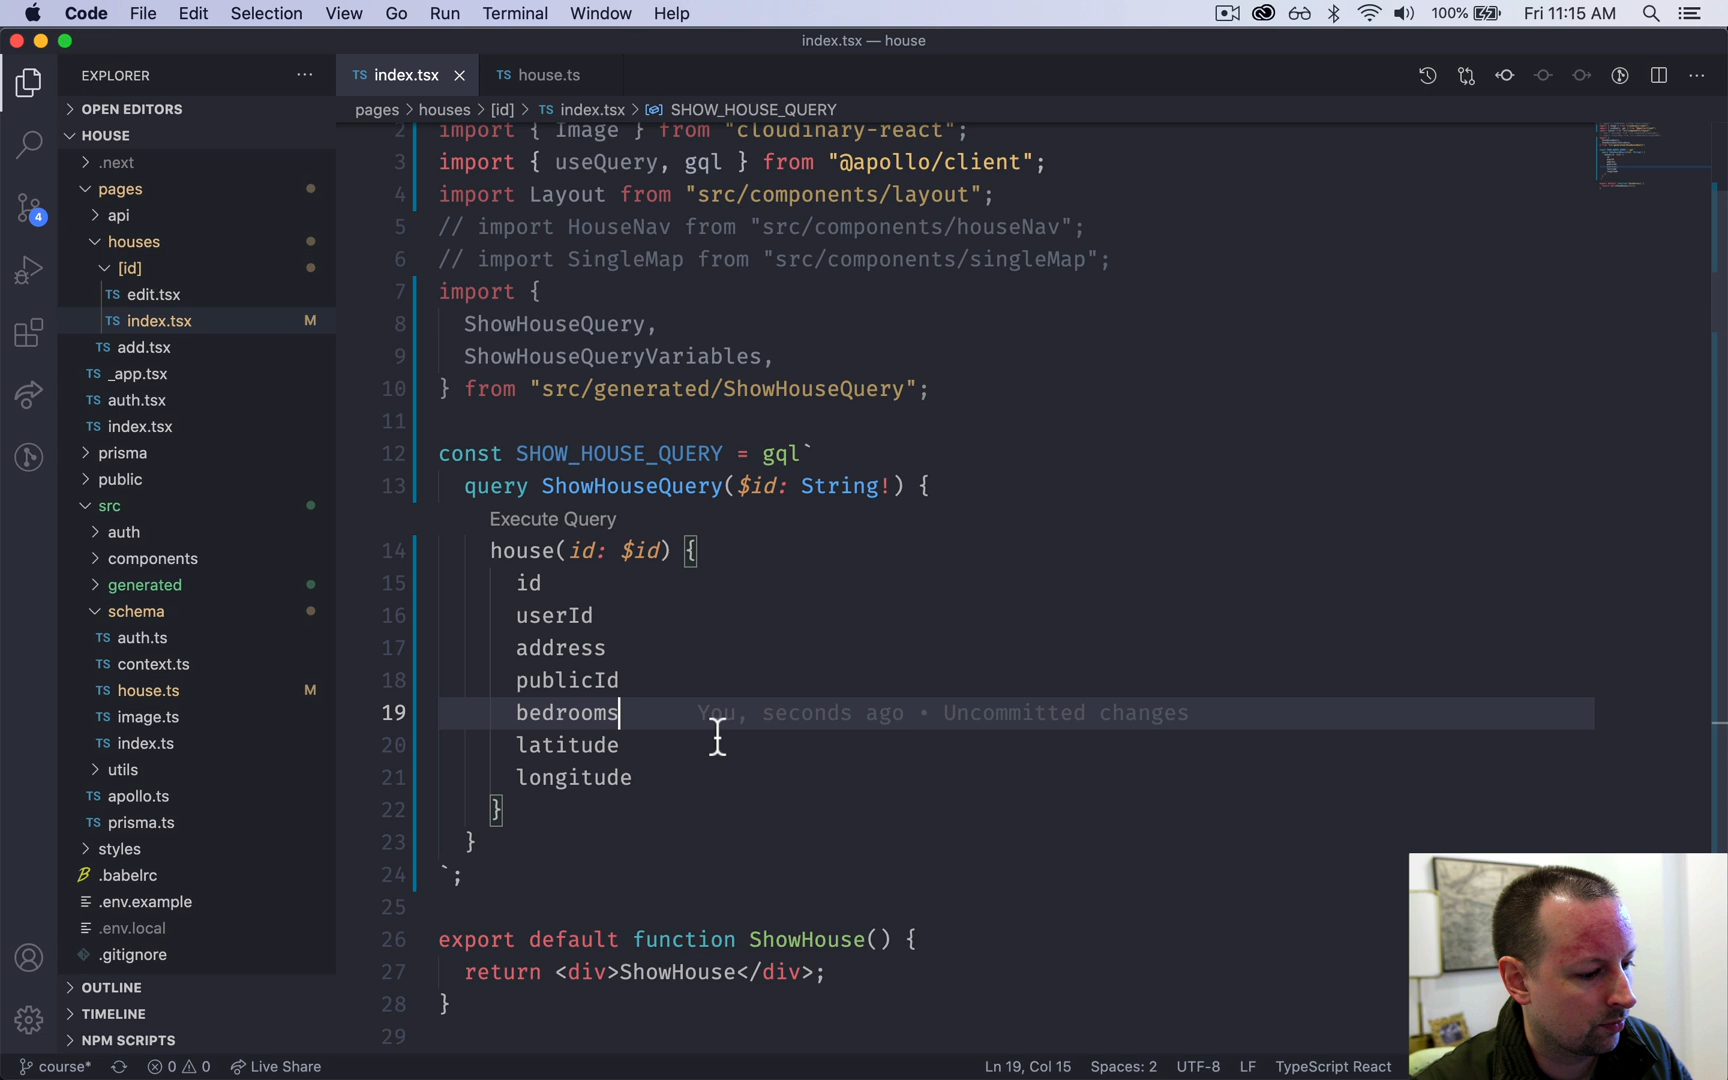 Code File Edit Selection View Go Run Terminal Window Help 100% Fri 11:15 AM
index.tsx — house
EXPLORER ···
TS index.tsx TS house.ts
pages > houses > [id] > TS index.tsx > SHOW_HOUSE_QUERY
OPEN EDITORS
HOUSE
.next
pages
api
houses
[id]
TS edit.tsx
TS index.tsx M
TS add.tsx
TS _app.tsx
TS auth.tsx
TS index.tsx
prisma
public
src
auth
components
generated
schema
TS auth.ts
TS context.ts
TS house.ts M
TS image.ts
TS index.ts
utils
TS apollo.ts
TS prisma.ts
styles
.babelrc
.env.example
.env.local
.gitignore
OUTLINE
TIMELINE
NPM SCRIPTS
4
2 import { Image } from "cloudinary-react";
3 import { useQuery, gql } from "@apollo/client";
4 import Layout from "src/components/layout";
5 // import HouseNav from "src/components/houseNav";
6 // import SingleMap from "src/components/singleMap";
7 import {
8 ShowHouseQuery,
9 ShowHouseQueryVariables,
10 } from "src/generated/ShowHouseQuery";
11
12 const SHOW_HOUSE_QUERY = gql`
13 query ShowHouseQuery($id: String!) {
Execute Query
14 house(id: $id) {
15 id
16 userId
17 address
18 publicId
19 bedrooms You, seconds ago • Uncommitted changes
20 latitude
21 longitude
22 }
23 }
24 `;
25
26 export default function ShowHouse() {
27 return <div>ShowHouse</div>;
28 }
29
course* 0 0 Live Share Ln 19, Col 15 Spaces: 2 UTF-8 LF TypeScript React